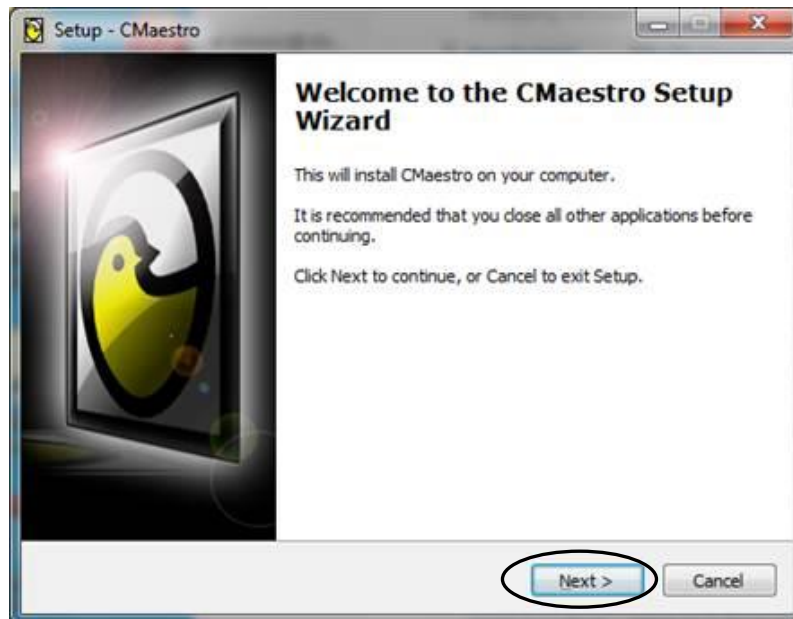 Setup - CMaestro
Welcome to the CMaestro Setup
Wizard
This will install CMaestro on your computer.
It is recommended that you close all other applications before
continuing.
Click Next to continue, or Cancel to exit Setup.
Next >
Cancel